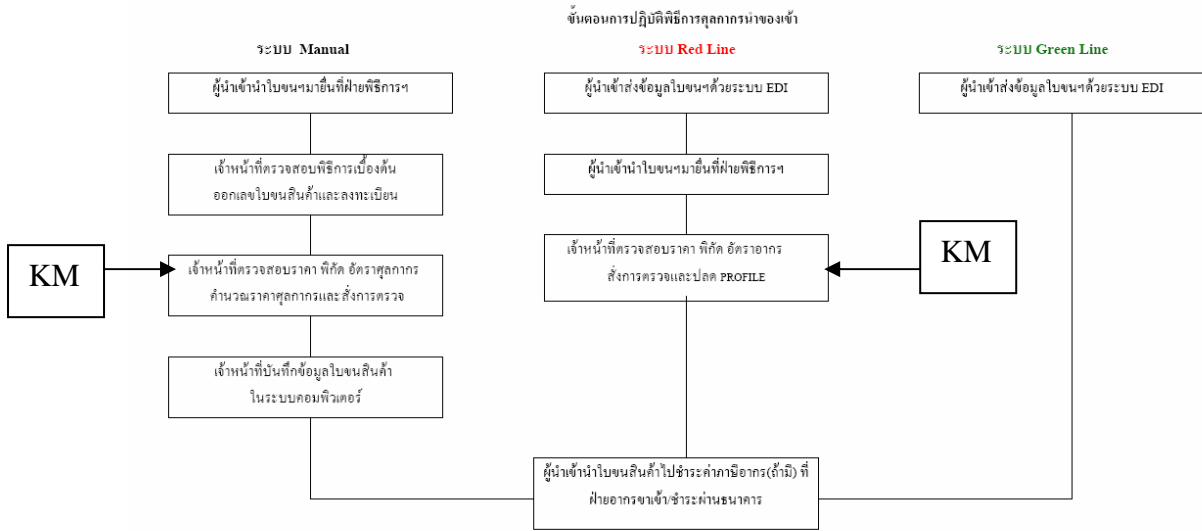 ขั้นตอนการปฏิบัติพิธีการศุลกากรนำของเข้า
ระบบ Manual
ระบบ Red Line
ระบบ Green Line
ผู้นำเข้านำใบขนฯมายื่นที่ฝ่ายพิธีการฯ
ผู้นำเข้าส่งข้อมูลใบขนฯด้วยระบบ EDI
ผู้นำเข้าส่งข้อมูลใบขนฯด้วยระบบ EDI
เจ้าหน้าที่ตรวจสอบพิธีการเบื้องต้น
ออกเลขใบขนสินค้าและลงทะเบียน
ผู้นำเข้านำใบขนฯมายื่นที่ฝ่ายพิธีการฯ
KM
เจ้าหน้าที่ตรวจสอบราคา พิกัด อัตราศุลกากร
คำนวณราคาศุลกากรและสั่งการตรวจ
เจ้าหน้าที่ตรวจสอบราคา พิกัด อัตราอากร
สั่งการตรวจและปลด PROFILE
KM
เจ้าหน้าที่บันทึกข้อมูลใบขนสินค้า
ในระบบคอมพิวเตอร์
ผู้นำเข้านำใบขนสินค้าไปชำระค่าภาษีอากร(ถ้ามี) ที่
ฝ่ายอากรขาเข้า/ชำระผ่านธนาคาร